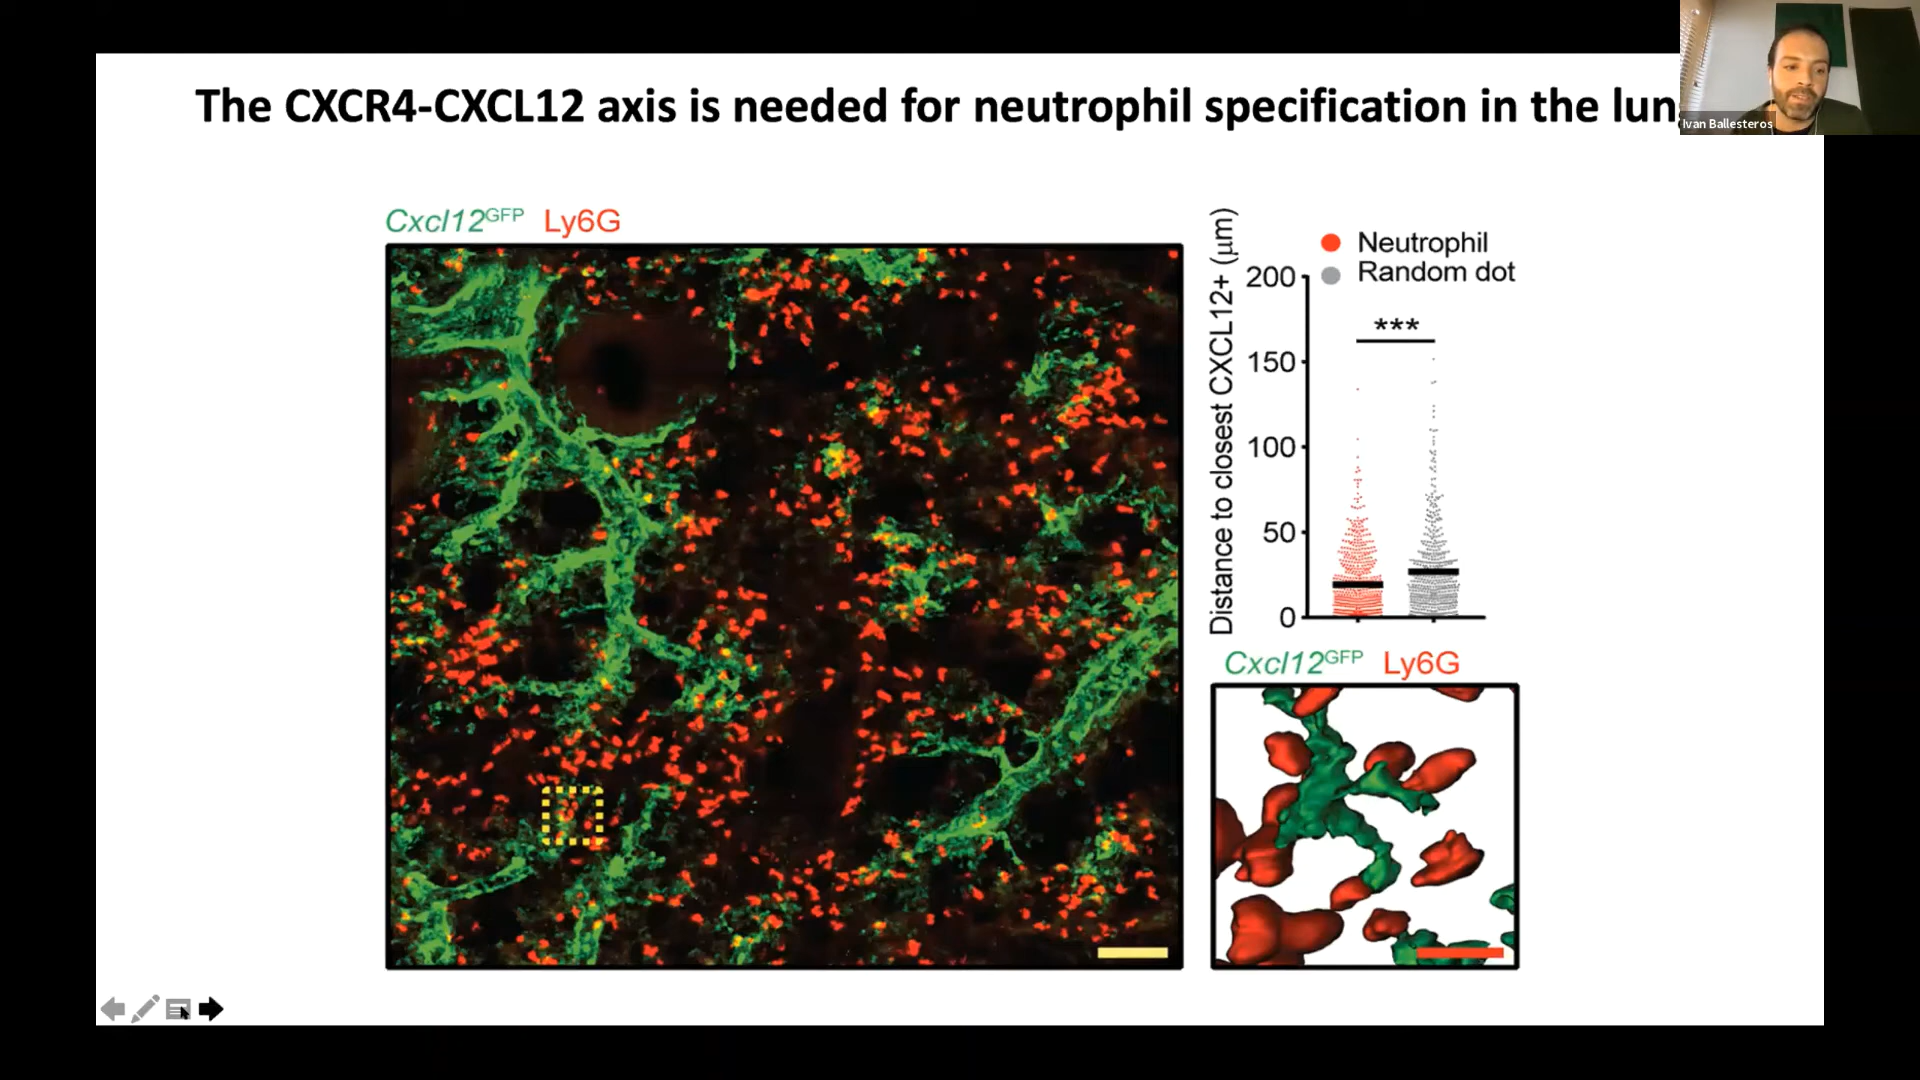 The CXCR4-CXCL12 axis is needed for neutrophil specification in the lun
Ivan Ballesteros
Cxcl12GFP Ly6G
Distance to closest CXCL12+ (μm)
Neutrophil
Random dot
***
200
150
100
50
0
Cxcl12GFP Ly6G